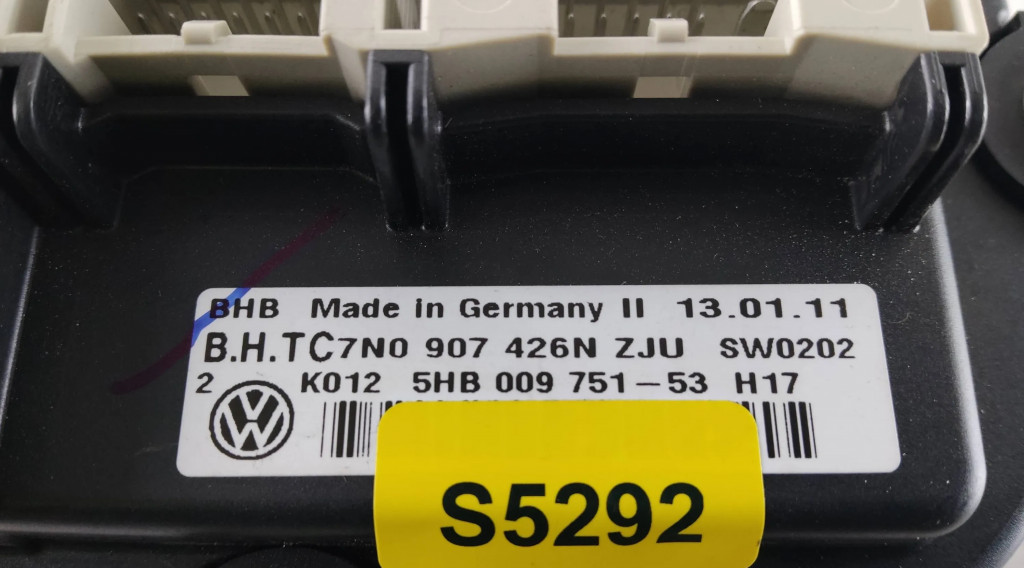 BHB Made in Germany II 13.01.11
B.H.TC7N0 907 426N ZJU SW0202
2 K012 5HB 009 751-53 H17
S5292